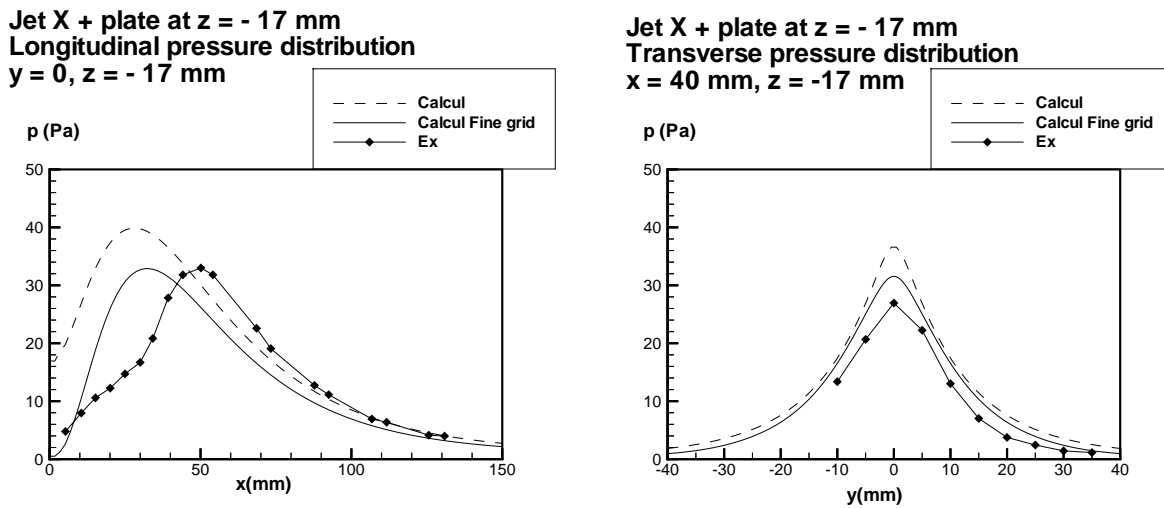 Jet X + plate at z = - 17 mm
Longitudinal pressure distribution
y = 0, z = - 17 mm
Calcul
Calcul Fine grid
Ex
p (Pa)
50
40
30
20
10
0
0 50 100 150
x(mm)
Jet X + plate at z = - 17 mm
Transverse pressure distribution
x = 40 mm, z = -17 mm
Calcul
Calcul Fine grid
Ex
p (Pa)
50
40
30
20
10
0
-40 -30 -20 -10 0 10 20 30 40
y(mm)